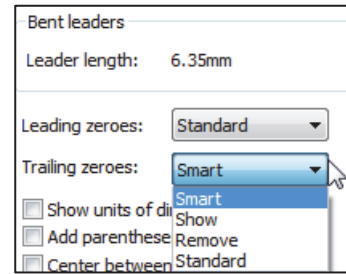 Bent leaders
Leader length: 6.35mm
Leading zeroes: Standard
Trailing zeroes: Smart
Smart
Show units of di
Show
Add parenthese
Remove
Center between
Standard